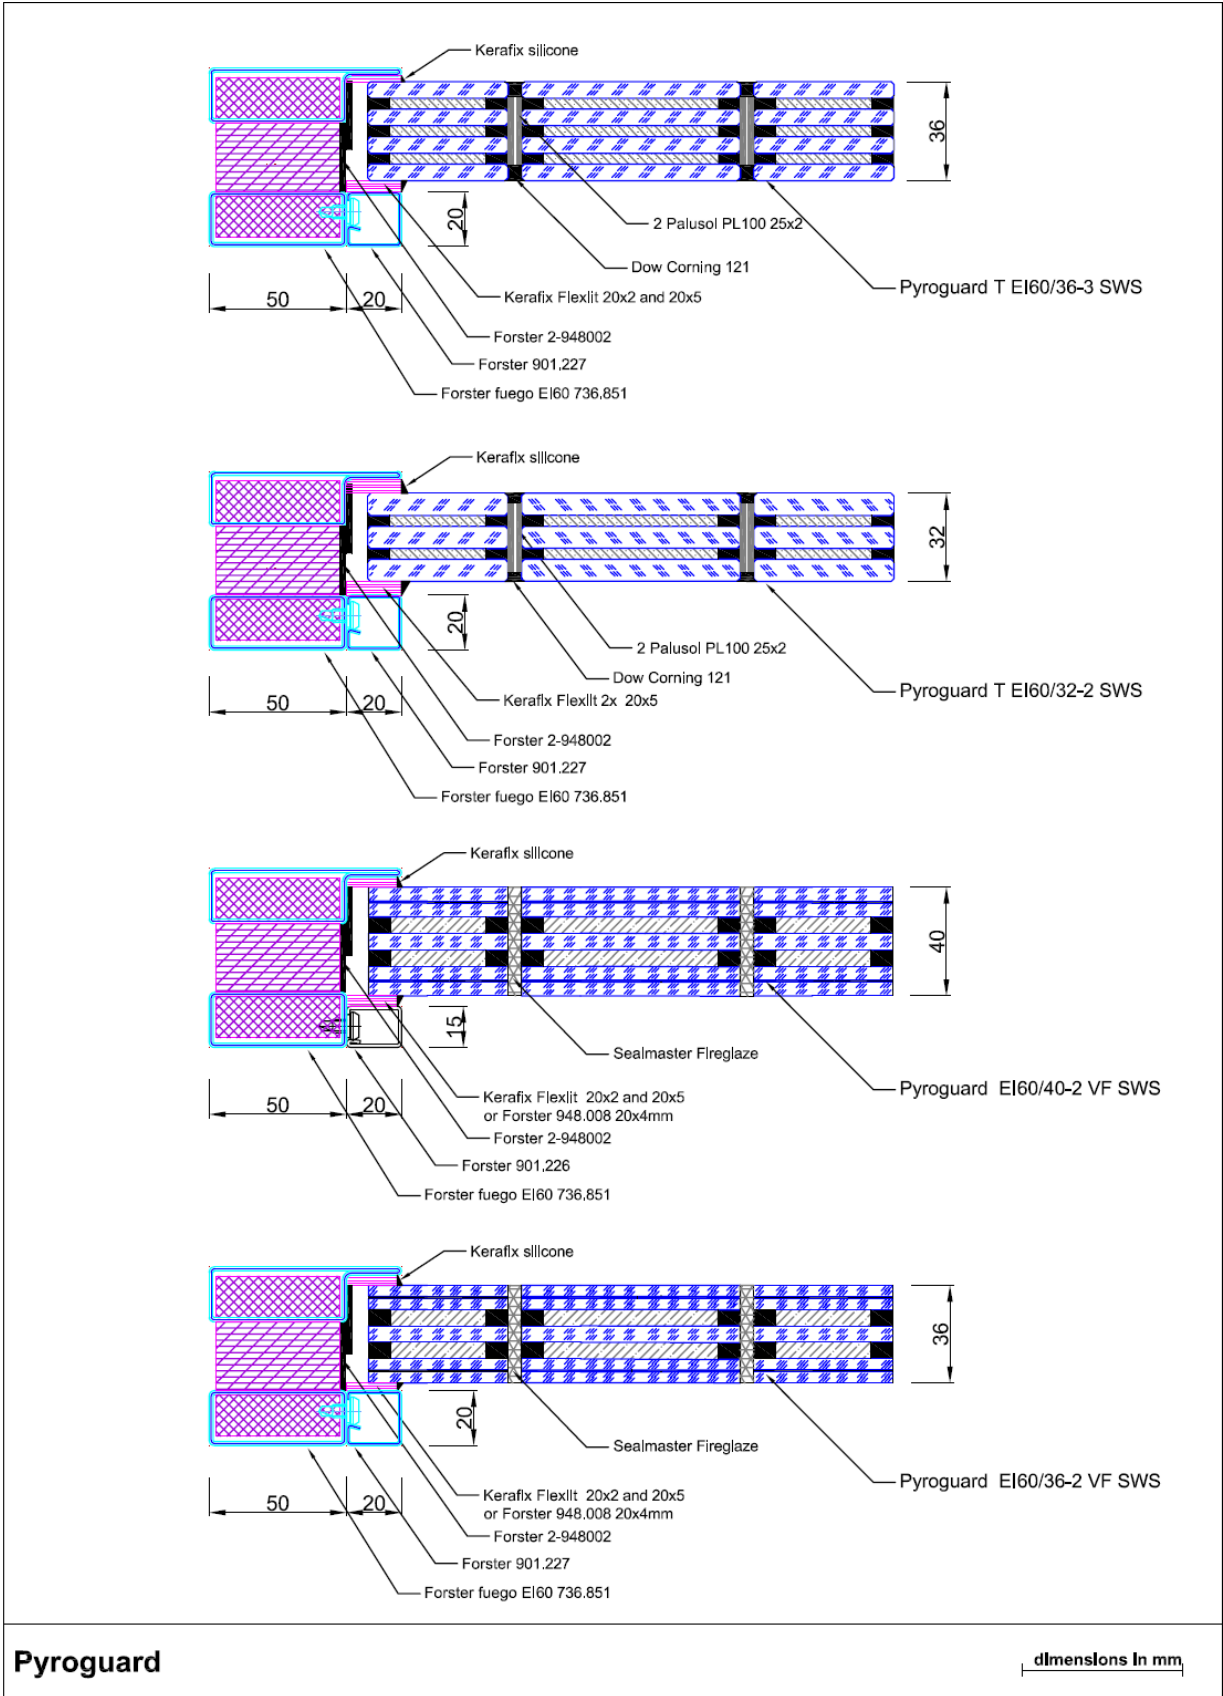 Kerafix silicone
36
20
2 Palusol PL100 25x2
Dow Corning 121
Pyroguard T EI60/36-3 SWS
50
20
Kerafix Flexlit 20x2 and 20x5
Forster 2-948002
Forster 901.227
Forster fuego EI60 736.851
Kerafix silicone
32
20
2 Palusol PL100 25x2
Dow Corning 121
Pyroguard T EI60/32-2 SWS
50
20
Kerafix Flexlit 2x 20x5
Forster 2-948002
Forster 901.227
Forster fuego EI60 736.851
Kerafix silicone
40
15
Sealmaster Fireglaze
Pyroguard EI60/40-2 VF SWS
50
20
Kerafix Flexlit 20x2 and 20x5
or Forster 948.008 20x4mm
Forster 2-948002
Forster 901.226
Forster fuego EI60 736.851
Kerafix silicone
36
20
Sealmaster Fireglaze
Pyroguard EI60/36-2 VF SWS
50
20
Kerafix Flexlit 20x2 and 20x5
or Forster 948.008 20x4mm
Forster 2-948002
Forster 901.227
Forster fuego EI60 736.851
Pyroguard
dimensions in mm